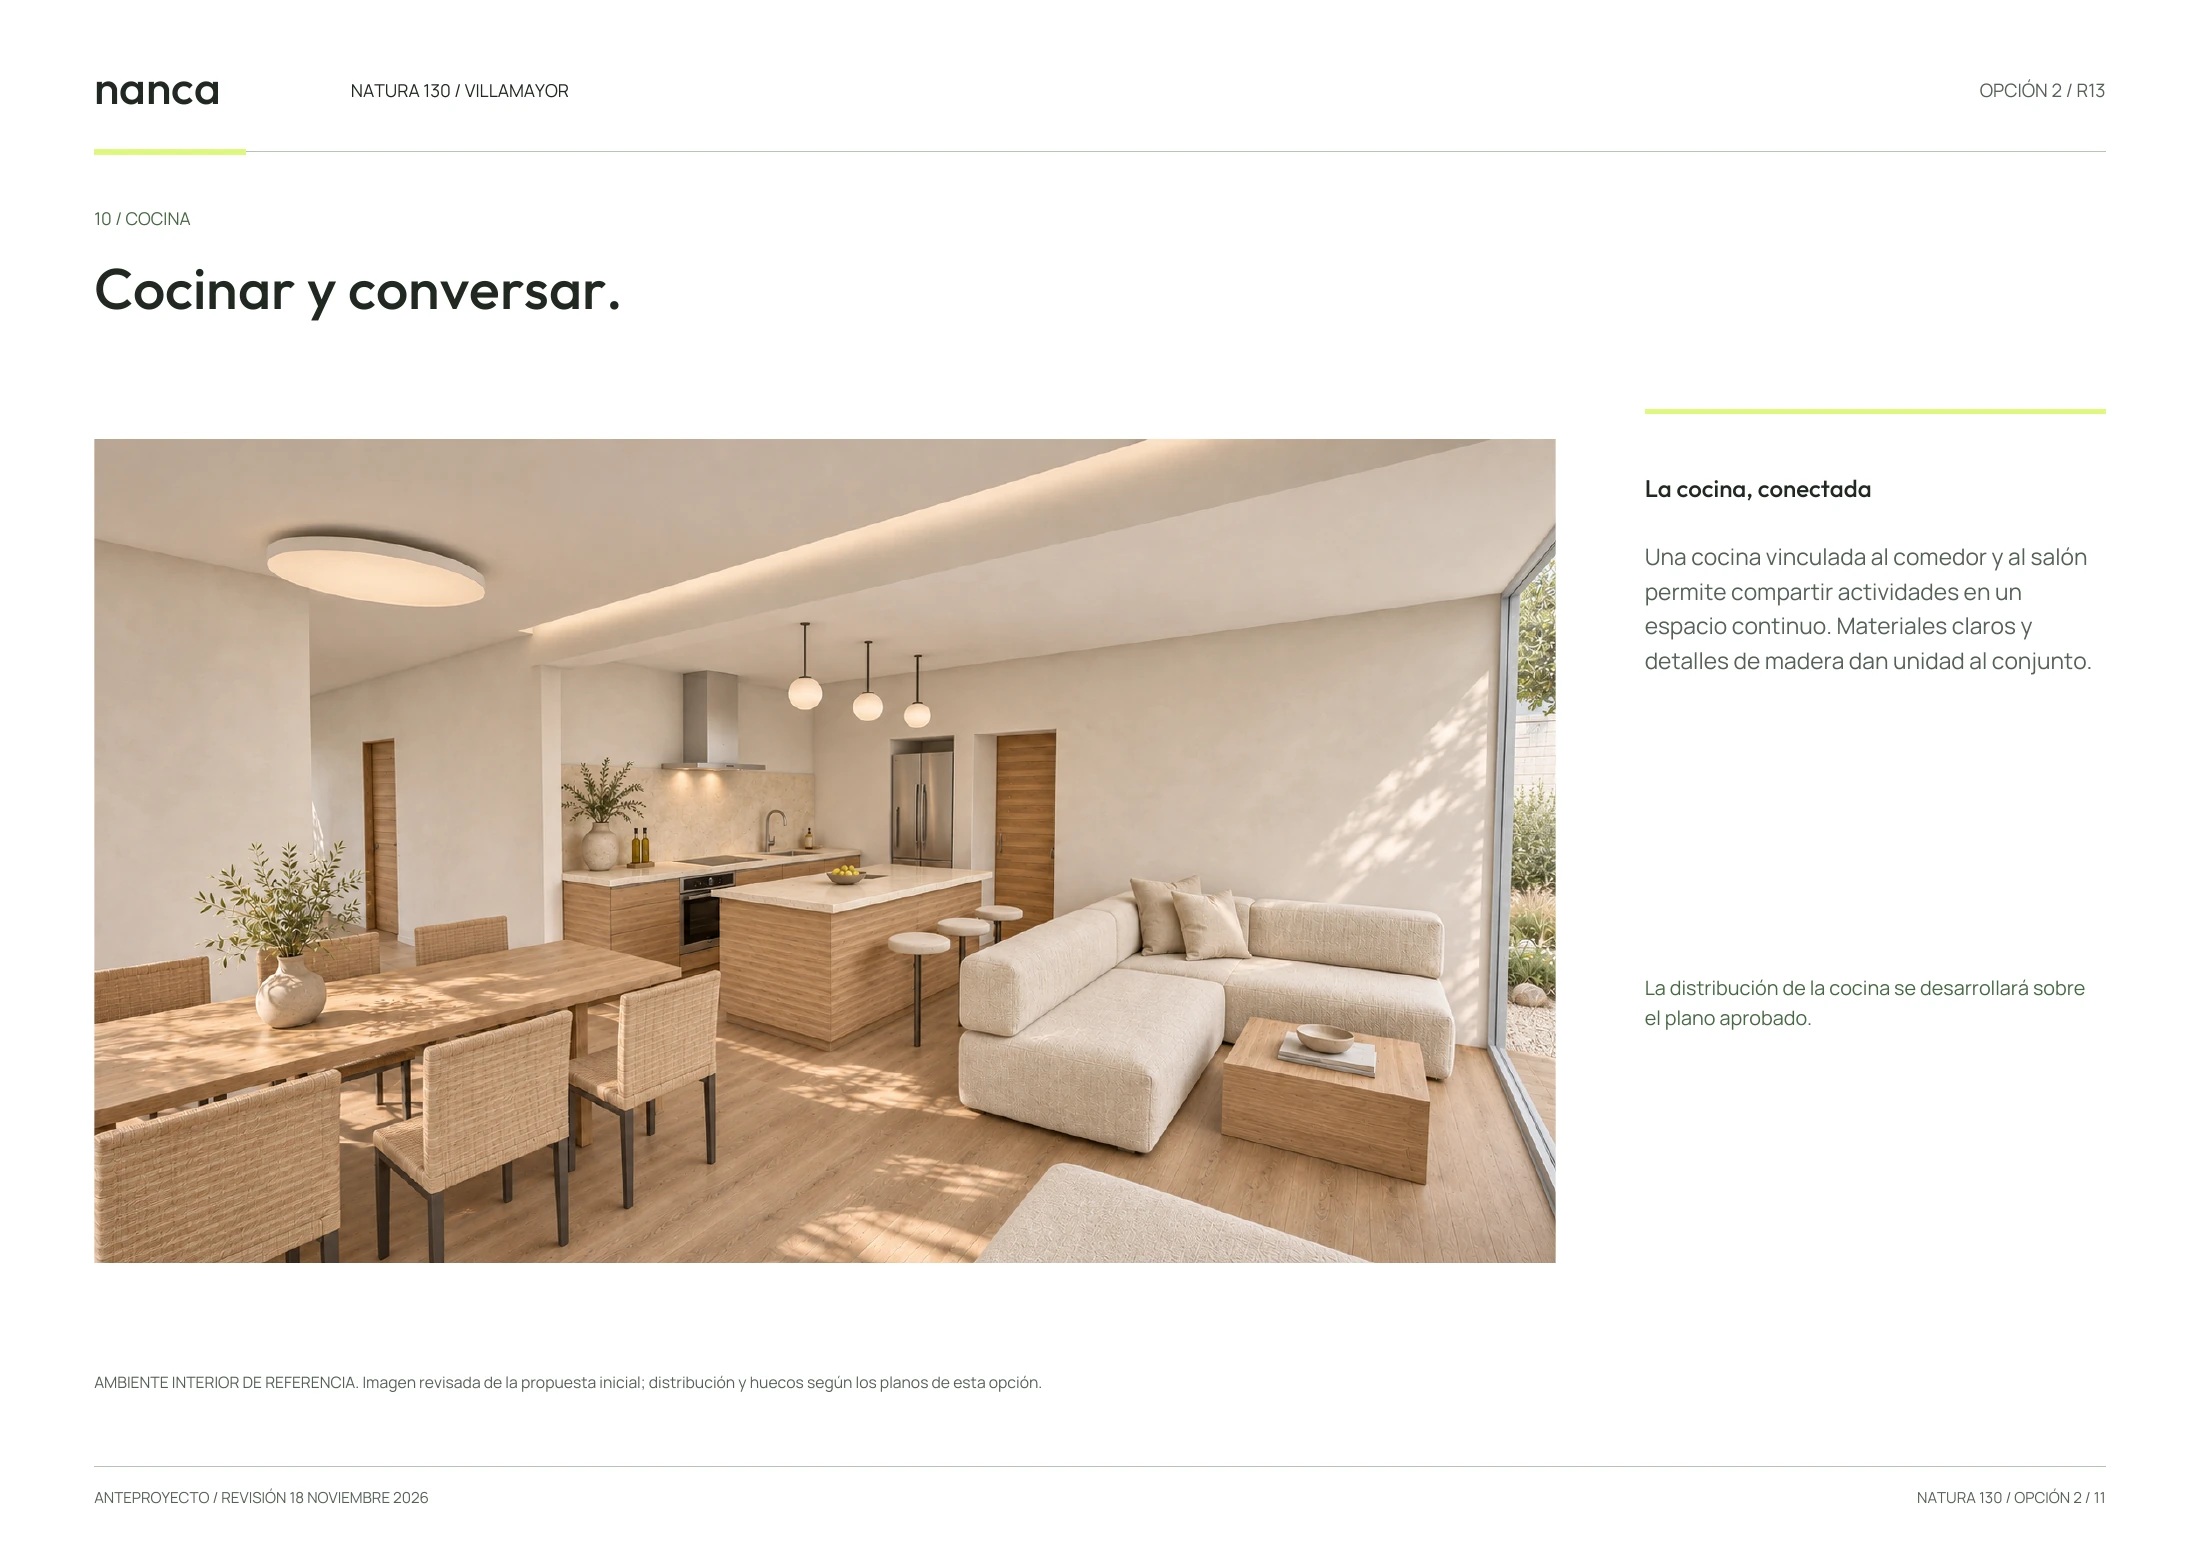 nanca
NATURA 130 / VILLAMAYOR
OPCIÓN 2 / R13
10 / COCINA
Cocinar y conversar.
La cocina, conectada
Una cocina vinculada al comedor y al salón
permite compartir actividades en un
espacio continuo. Materiales claros y
detalles de madera dan unidad al conjunto.
La distribución de la cocina se desarrollará sobre
el plano aprobado.
AMBIENTE INTERIOR DE REFERENCIA. Imagen revisada de la propuesta inicial; distribución y huecos según los planos de esta opción.
ANTEPROYECTO / REVISIÓN 18 NOVIEMBRE 2026
NATURA 130 / OPCIÓN 2 / 11